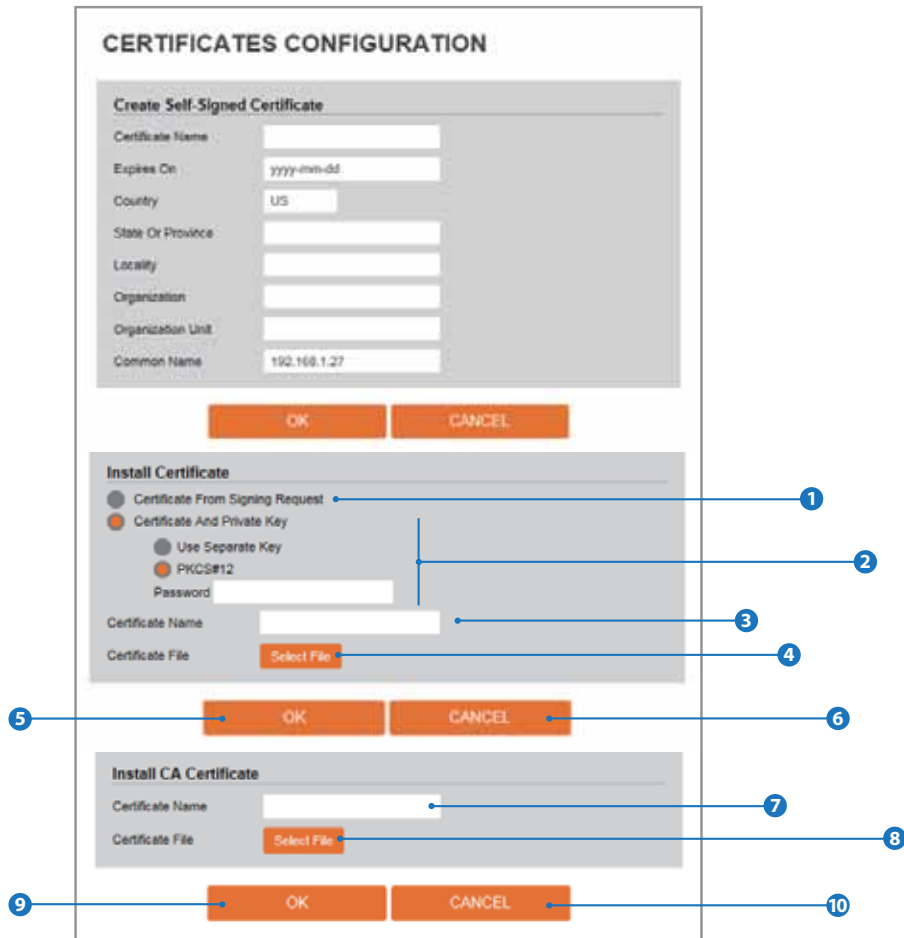 CERTIFICATES CONFIGURATION
Create Self-Signed Certificate
Certificate Name
Expires On yyyy-mm-dd
Country US
State Or Province
Locality
Organization
Organization Unit
Common Name 192.168.1.27
OK CANCEL
Install Certificate
Certificate From Signing Request 1
Certificate And Private Key
Use Separate Key
2
PKCS#12
Password
Certificate Name 3
Certificate File Select File 4
5 OK CANCEL 6
Install CA Certificate
Certificate Name 7
Certificate File Select File 8
9 OK CANCEL 10